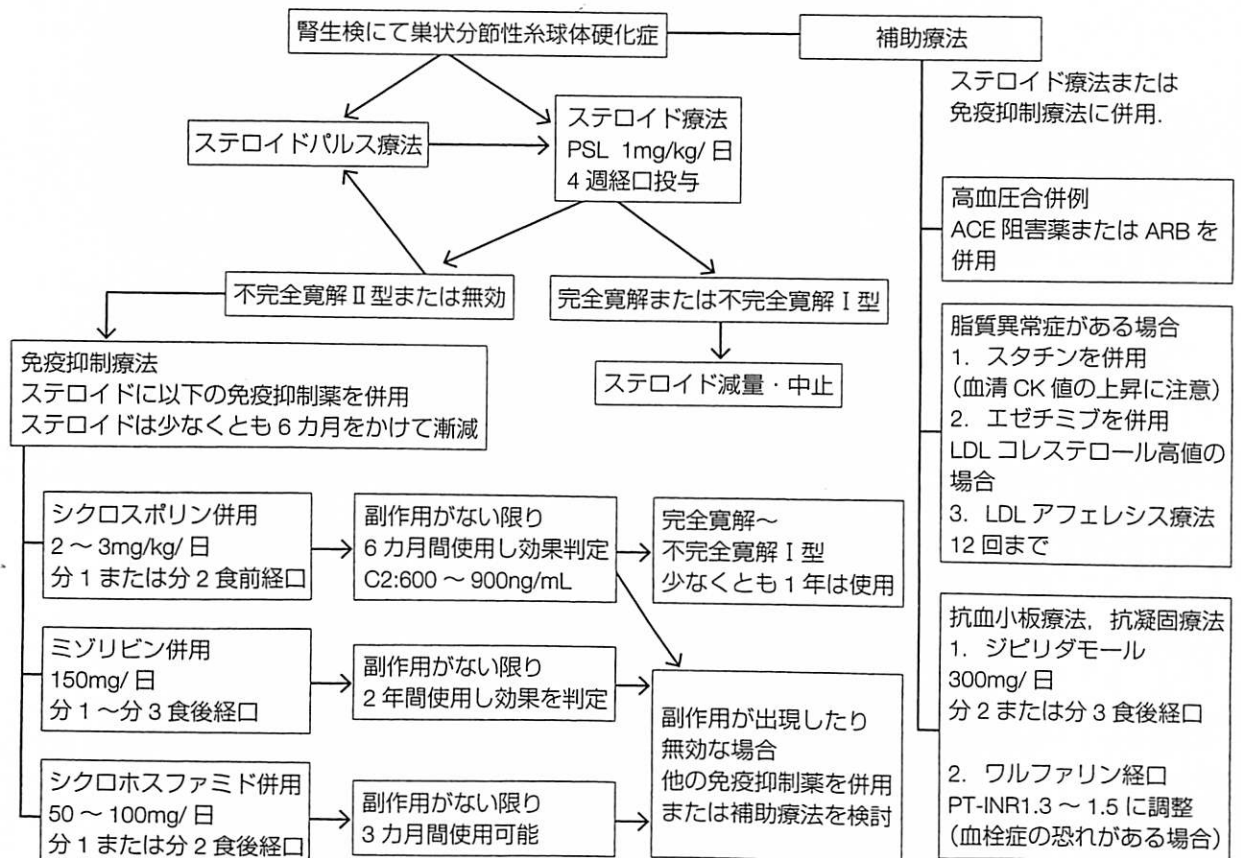 腎生検にて巣状分節性糸球体硬化症
補助療法
ステロイド療法または
免疫抑制療法に併用.
ステロイドパルス療法
ステロイド療法
PSL 1mg/kg/日
4週経口投与
高血圧合併例
ACE 阻害薬または ARB を
併用
不完全寛解Ⅱ型または無効
完全寛解または不完全寛解Ⅰ型
ステロイド減量・中止
脂質異常症がある場合
1. スタチンを併用
(血清 CK 値の上昇に注意)
2. エゼチミブを併用
LDL コレステロール高値の
場合
3. LDL アフェレシス療法
12 回まで
免疫抑制療法
ステロイドに以下の免疫抑制薬を併用
ステロイドは少なくとも6カ月をかけて漸減
シクロスポリン併用
2～3mg/kg/日
分1または分2食前経口
副作用がない限り
6カ月間使用し効果判定
C2:600～900ng/mL
完全寛解～
不完全寛解Ⅰ型
少なくとも1年は使用
ミゾリビン併用
150mg/日
分1～分3食後経口
副作用がない限り
2年間使用し効果を判定
副作用が出現したり
無効な場合
他の免疫抑制薬を併用
または補助療法を検討
シクロホスファミド併用
50～100mg/日
分1または分2食後経口
副作用がない限り
3カ月間使用可能
抗血小板療法，抗凝固療法
1. ジピリダモール
300mg/日
分2または分3食後経口
2. ワルファリン経口
PT-INR1.3～1.5に調整
(血栓症の恐れがある場合)